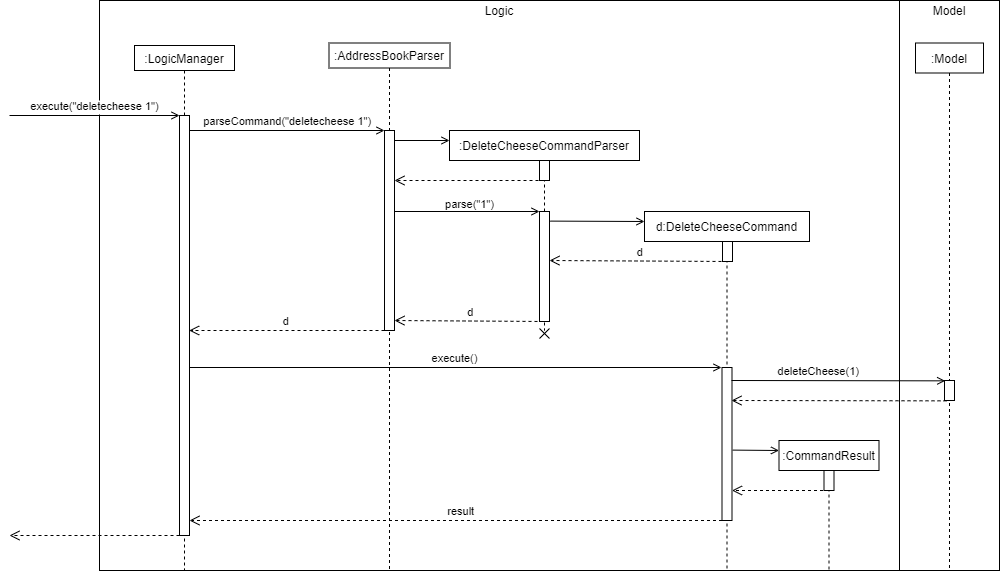 Logic
Model
:LogicManager
:AddressBookParser
:Model
execute("deletecheese 1")
parseCommand("deletecheese 1")
:DeleteCheeseCommandParser
parse("1")
d:DeleteCheeseCommand
d
d
d
execute()
deleteCheese(1)
:CommandResult
result